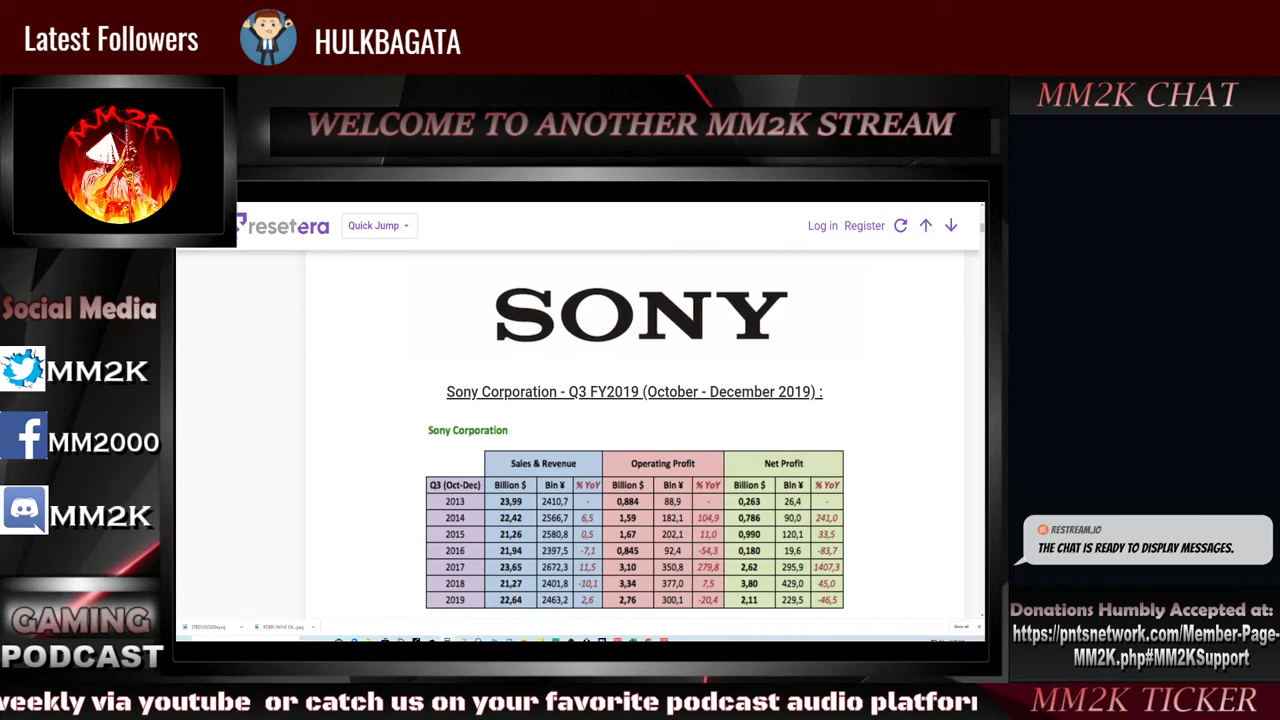 Latest Followers
HULKBAGATA
MM2K
WELCOME TO ANOTHER MM2K STREAM
MM2K CHAT
resetera
Quick Jump
Log in Register
SONY
Sony Corporation - Q3 FY2019 (October - December 2019) :
Sony Corporation
Sales & Revenue Operating Profit Net Profit
Q3 (Oct-Dec) Billion $ Bln ¥ % YoY Billion $ Bln ¥ % YoY Billion $ Bln ¥ % YoY
2013 23,99 2410,7 - 0,884 88,9 - 0,263 26,4 -
2014 22,42 2566,7 6,5 1,59 182,1 104,9 0,786 90,0 241,0
2015 21,26 2580,8 0,5 1,67 202,1 11,0 0,990 120,1 33,5
2016 21,94 2397,5 -7,1 0,845 92,4 -54,3 0,180 19,6 -83,7
2017 23,65 2672,3 11,5 3,10 350,8 279,8 2,62 295,9 1407,3
2018 21,27 2401,8 -10,1 3,34 377,0 7,5 3,80 429,0 45,0
2019 22,64 2463,2 2,6 2,76 300,1 -20,4 2,11 229,5 -46,5
Show all
Social Media
MM2K
MM2000
MM2K
GAMING
PODCAST
RESTREAM.IO
THE CHAT IS READY TO DISPLAY MESSAGES.
Donations Humbly Accepted at:
https://pntsnetwork.com/Member-Page-
MM2K.php#MM2KSupport
weekly via youtube or catch us on your favorite podcast audio platform
MM2K TICKER